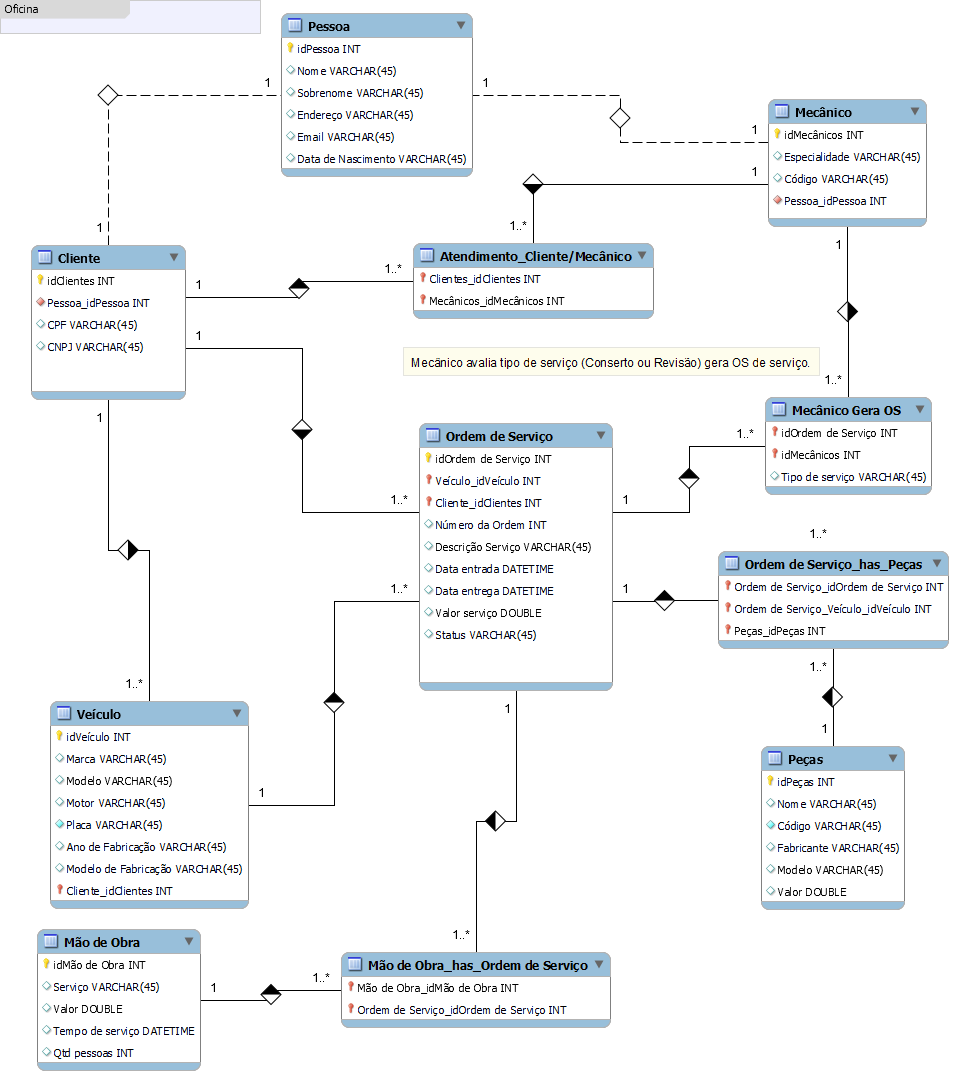 Oficina
Pessoa
idPessoa INT
Nome VARCHAR(45)
Sobrenome VARCHAR(45)
Endereço VARCHAR(45)
Email VARCHAR(45)
Data de Nascimento VARCHAR(45)
1
1
1
1
Mecânico
idMecânicos INT
Especialidade VARCHAR(45)
Código VARCHAR(45)
Pessoa_idPessoa INT
1
1..*
1
Cliente
idClientes INT
Pessoa_idPessoa INT
CPF VARCHAR(45)
CNPJ VARCHAR(45)
1
1..*
1
1
Atendimento_Cliente/Mecânico
Clientes_idClientes INT
Mecânicos_idMecânicos INT
Mecânico avalia tipo de serviço (Conserto ou Revisão) gera OS de serviço.
1..*
Mecânico Gera OS
idOrdem de Serviço INT
idMecânicos INT
Tipo de serviço VARCHAR(45)
1..*
Ordem de Serviço
idOrdem de Serviço INT
Veículo_idVeículo INT
Cliente_idClientes INT
Número da Ordem INT
Descrição Serviço VARCHAR(45)
Data entrada DATETIME
Data entrega DATETIME
Valor serviço DOUBLE
Status VARCHAR(45)
1..*
1
1..*
1
1
1..*
Ordem de Serviço_has_Peças
Ordem de Serviço_idOrdem de Serviço INT
Ordem de Serviço_Veículo_idVeículo INT
Peças_idPeças INT
1..*
1
1..*
Veículo
idVeículo INT
Marca VARCHAR(45)
Modelo VARCHAR(45)
Motor VARCHAR(45)
Placa VARCHAR(45)
Ano de Fabricação VARCHAR(45)
Modelo de Fabricação VARCHAR(45)
Cliente_idClientes INT
1
Peças
idPeças INT
Nome VARCHAR(45)
Código VARCHAR(45)
Fabricante VARCHAR(45)
Modelo VARCHAR(45)
Valor DOUBLE
Mão de Obra
idMão de Obra INT
Serviço VARCHAR(45)
Valor DOUBLE
Tempo de serviço DATETIME
Qtd pessoas INT
1
1..*
1..*
Mão de Obra_has_Ordem de Serviço
Mão de Obra_idMão de Obra INT
Ordem de Serviço_idOrdem de Serviço INT